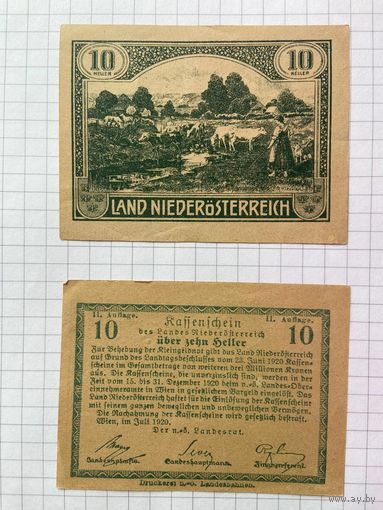 10
HELLER
10
HELLER
LAND NIEDERÖSTERREICH
II. Auflage.
Kassenschein
II. Auflage.
10
des Landes Niederösterreich
10
über zehn Heller
Zur Behebung der Kleingeldnot gibt das Land Niederösterreich
auf Grund des Landtagsbeschlusses vom 23. Juni 1920 Kassen-
scheine im Gesamtbetrage von weiteren drei Millionen Kronen
aus. Die Kassenscheine, die unverzinslich sind, werden in der
Zeit vom 15. bis 31. Dezember 1920 beim n.-ö. Landes-Ober-
einnehmeramte in Wien in gesetzlichem Bargeld eingelöst. Das
Land Niederösterreich haftet für die Einlösung der Kassenscheine
mit seinem ganzen beweglichen und unbeweglichen Vermögen.
Die Nachahmung der Kassenscheine wird gesetzlich bestraft.
Wien, im Juli 1920.
Der n.-ö. Landesrat.
Landeshauptmann.
Finanzreferent.
Druckerei n.-ö. Landesbahnen.
www.ay.by